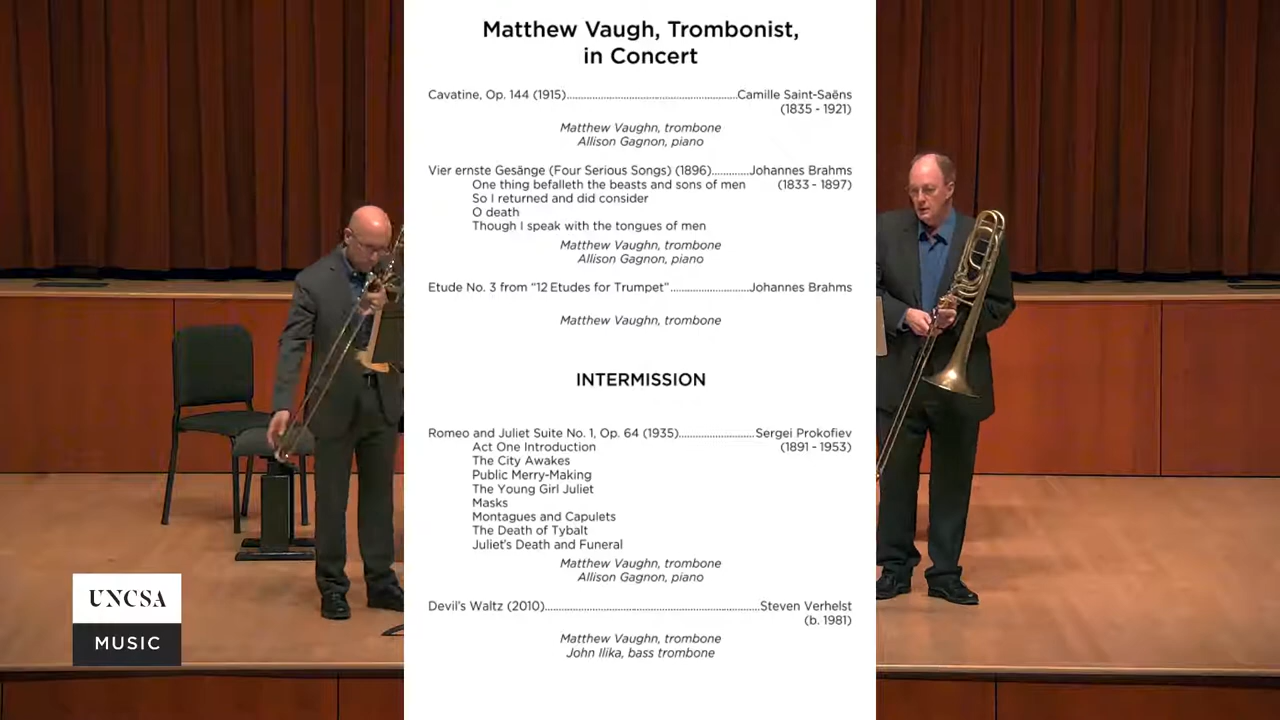 Matthew Vaugh, Trombonist,
in Concert
Cavatine, Op. 144 (1915)..........................................................Camille Saint-Saëns
(1835 - 1921)
Matthew Vaughn, trombone
Allison Gagnon, piano
Vier ernste Gesänge (Four Serious Songs) (1896).............Johannes Brahms
One thing befalleth the beasts and sons of men (1833 - 1897)
So I returned and did consider
O death
Though I speak with the tongues of men
Matthew Vaughn, trombone
Allison Gagnon, piano
Etude No. 3 from “12 Etudes for Trumpet”...........................Johannes Brahms
Matthew Vaughn, trombone
INTERMISSION
Romeo and Juliet Suite No. 1, Op. 64 (1935)..........................Sergei Prokofiev
Act One Introduction (1891 - 1953)
The City Awakes
Public Merry-Making
The Young Girl Juliet
Masks
Montagues and Capulets
The Death of Tybalt
Juliet’s Death and Funeral
Matthew Vaughn, trombone
Allison Gagnon, piano
Devil’s Waltz (2010)..........................................................................Steven Verhelst
(b. 1981)
Matthew Vaughn, trombone
John Ilika, bass trombone
UNCSA
MUSIC